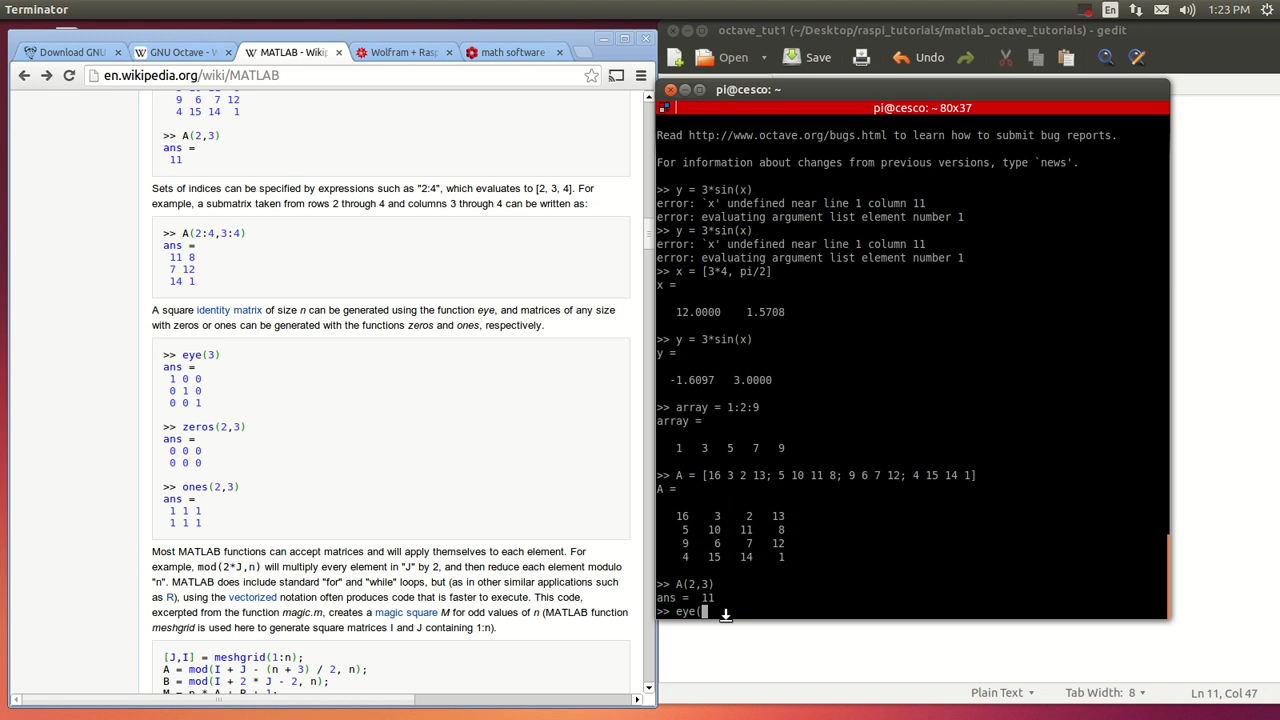 Terminator
En
1:23 PM
Download GNU
GNU Octave - W
MATLAB - Wikip
Wolfram + Rasp
math software
en.wikipedia.org/wiki/MATLAB
9 6 7 12
4 15 14 1
>> A(2,3)
ans =
11
Sets of indices can be specified by expressions such as "2:4", which evaluates to [2, 3, 4]. For
example, a submatrix taken from rows 2 through 4 and columns 3 through 4 can be written as:
>> A(2:4,3:4)
ans =
11 8
7 12
14 1
A square identity matrix of size n can be generated using the function eye, and matrices of any size
with zeros or ones can be generated with the functions zeros and ones, respectively.
>> eye(3)
ans =
1 0 0
0 1 0
0 0 1
>> zeros(2,3)
ans =
0 0 0
0 0 0
>> ones(2,3)
ans =
1 1 1
1 1 1
Most MATLAB functions can accept matrices and will apply themselves to each element. For
example, mod(2*J,n) will multiply every element in "J" by 2, and then reduce each element modulo
"n". MATLAB does include standard "for" and "while" loops, but (as in other similar applications such
as R), using the vectorized notation often produces code faster to execute. This code,
excerpted from the function magic.m, creates a magic square M for odd values of n (MATLAB function
meshgrid is used here to generate square matrices I and J containing 1:n).
[J,I] = meshgrid(1:n);
A = mod(I + J - (n + 3) / 2, n);
B = mod(I + 2 * J - 2, n);
M = n * A + B + 1;
octave_tut1 (~/Desktop/raspI_tutorials/matlab_octave_tutorials) - gedit
Open
Save
Undo
pi@cesco: ~
pi@cesco: ~ 80x37
Read http://www.octave.org/bugs.html to learn how to submit bug reports.
For information about changes from previous versions, type `news'.
>> y = 3*sin(x)
error: `x' undefined near line 1 column 11
error: evaluating argument list element number 1
>> y = 3*sin(x)
error: `x' undefined near line 1 column 11
error: evaluating argument list element number 1
>> x = [3*4, pi/2]
x =
12.0000 1.5708
>> y = 3*sin(x)
y =
-1.6097 3.0000
>> array = 1:2:9
array =
1 3 5 7 9
>> A = [16 3 2 13; 5 10 11 8; 9 6 7 12; 4 15 14 1]
A =
16 3 2 13
5 10 11 8
9 6 7 12
4 15 14 1
>> A(2,3)
ans = 11
>> eye(
Plain Text
Tab Width: 8
Ln 11, Col 47